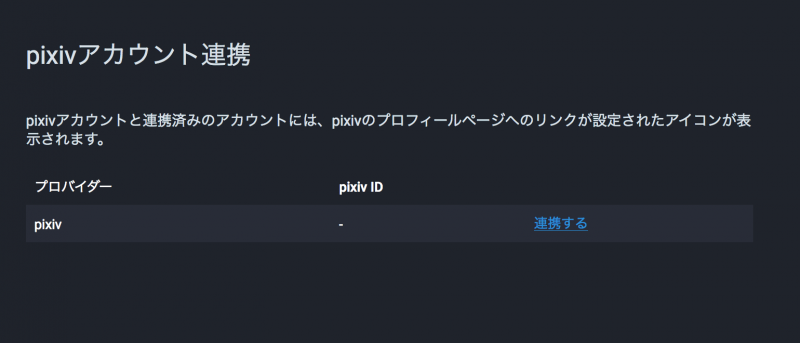 pixivアカウント連携
pixivアカウントと連携済みのアカウントには、pixivのプロフィールページへのリンクが設定されたアイコンが表
示されます。
プロバイダー pixiv ID
pixiv - 連携する